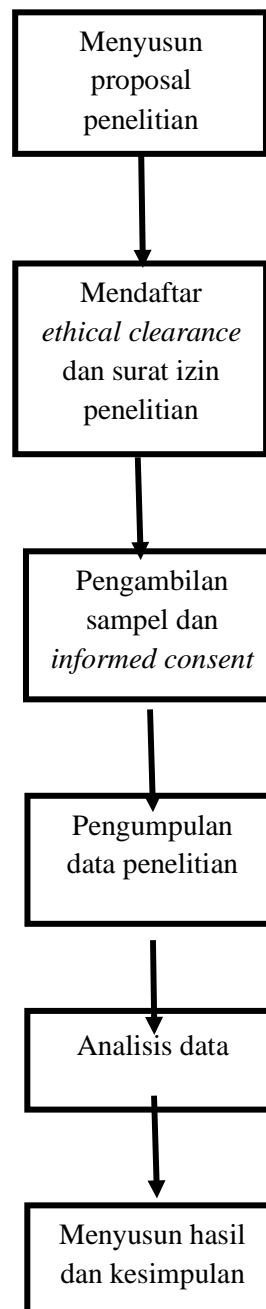 Menyusun
proposal
penelitian
Mendaftar
ethical clearance
dan surat izin
penelitian
Pengambilan
sampel dan
informed consent
Pengumpulan
data penelitian
Analisis data
Menyusun hasil
dan kesimpulan